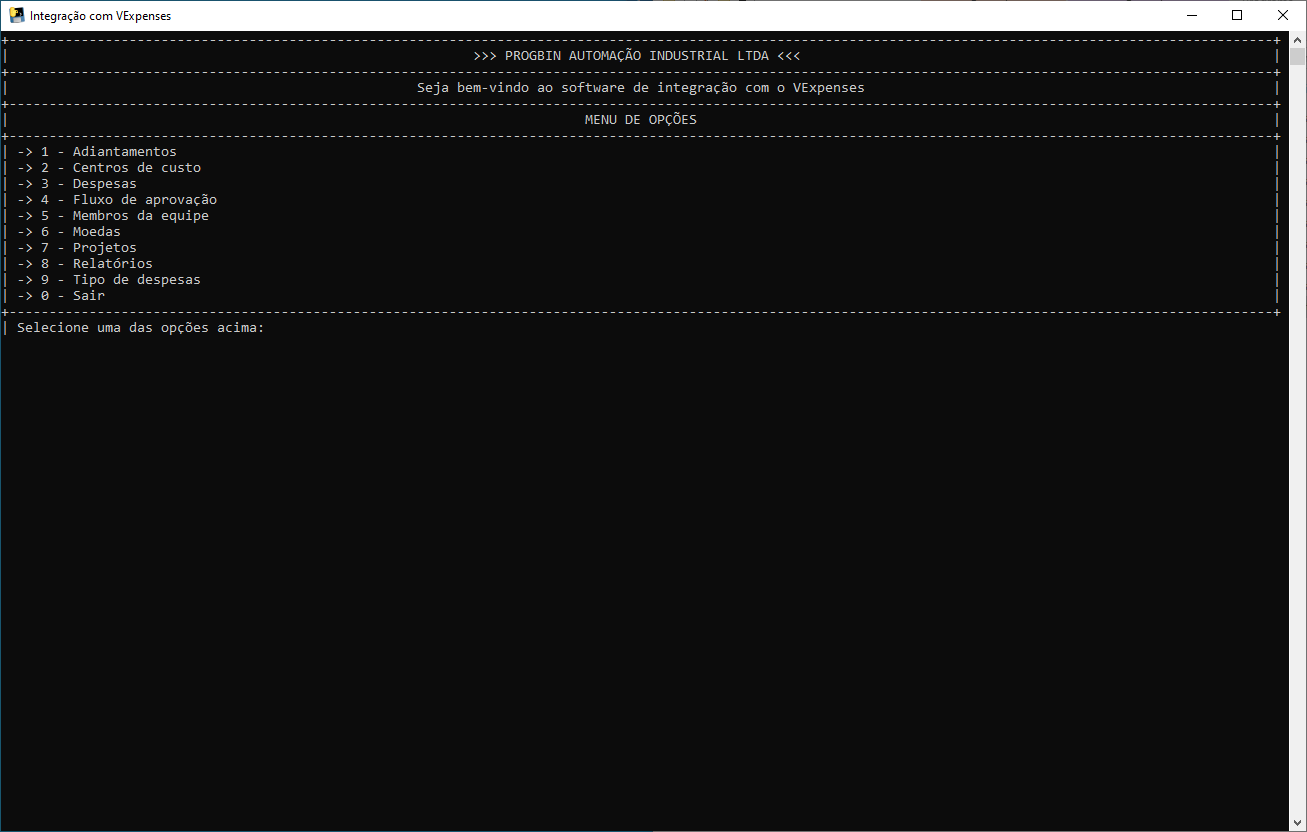 Integração com VExpenses
>>> PROGBIN AUTOMAÇÃO INDUSTRIAL LTDA <<<
Seja bem-vindo ao software de integração com o VExpenses
MENU DE OPÇÕES
-> 1 - Adiantamentos
-> 2 - Centros de custo
-> 3 - Despesas
-> 4 - Fluxo de aprovação
-> 5 - Membros da equipe
-> 6 - Moedas
-> 7 - Projetos
-> 8 - Relatórios
-> 9 - Tipo de despesas
-> 0 - Sair
Selecione uma das opções acima: